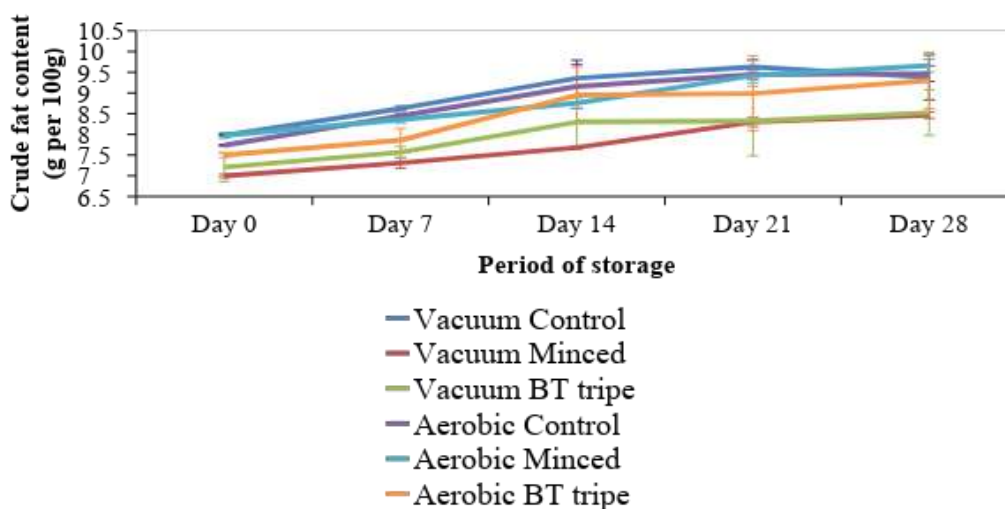 Crude fat content
(g per 100g)
10.5
10
9.5
9
8.5
8
7.5
7
6.5
Day 0
Day 7
Day 14
Day 21
Day 28
Period of storage
Vacuum Control
Vacuum Minced
Vacuum BT tripe
Aerobic Control
Aerobic Minced
Aerobic BT tripe